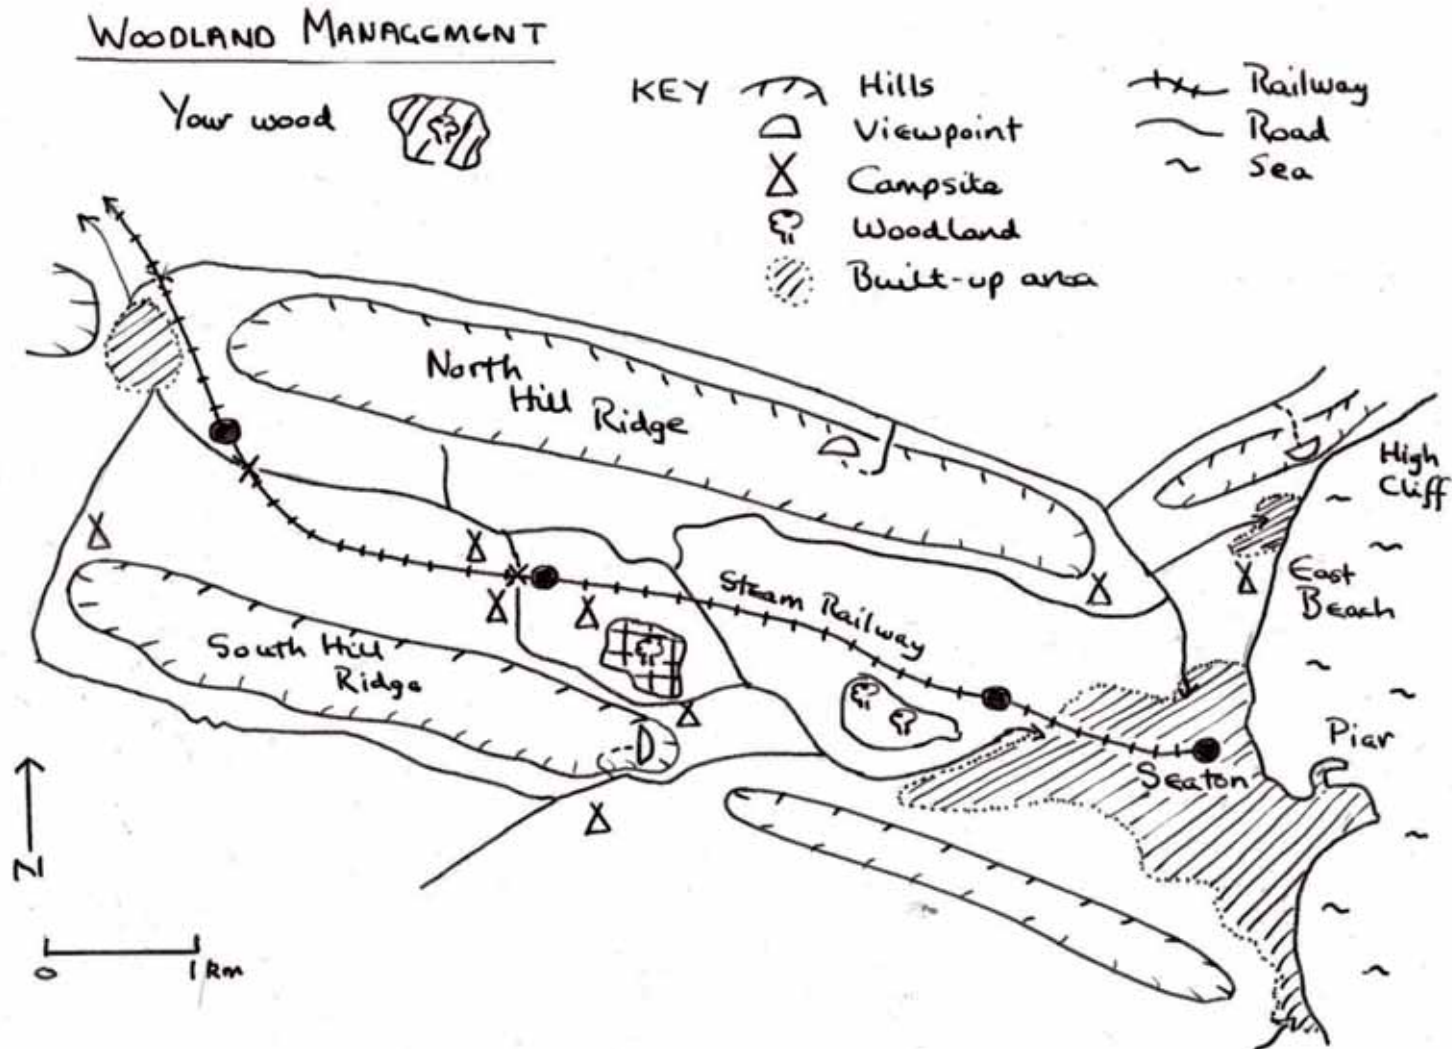 WOODLAND MANAGEMENT
Your wood
KEY
Hills
Viewpoint
Campsite
Woodland
Built-up area
Railway
Road
Sea
North
Hill Ridge
High
Cliff
East
Beach
Steam Railway
South Hill
Ridge
Pier
Seaton
N
0 1 km